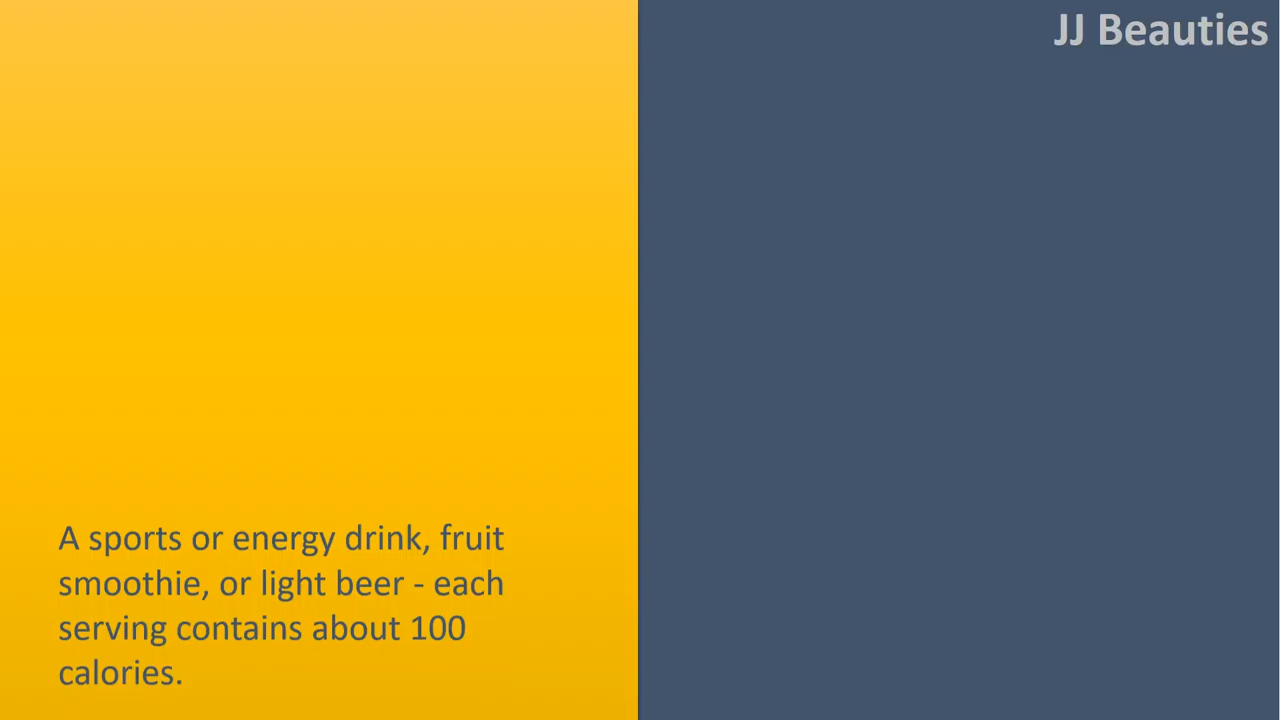 JJ Beauties
A sports or energy drink, fruit
smoothie, or light beer - each
serving contains about 100
calories.